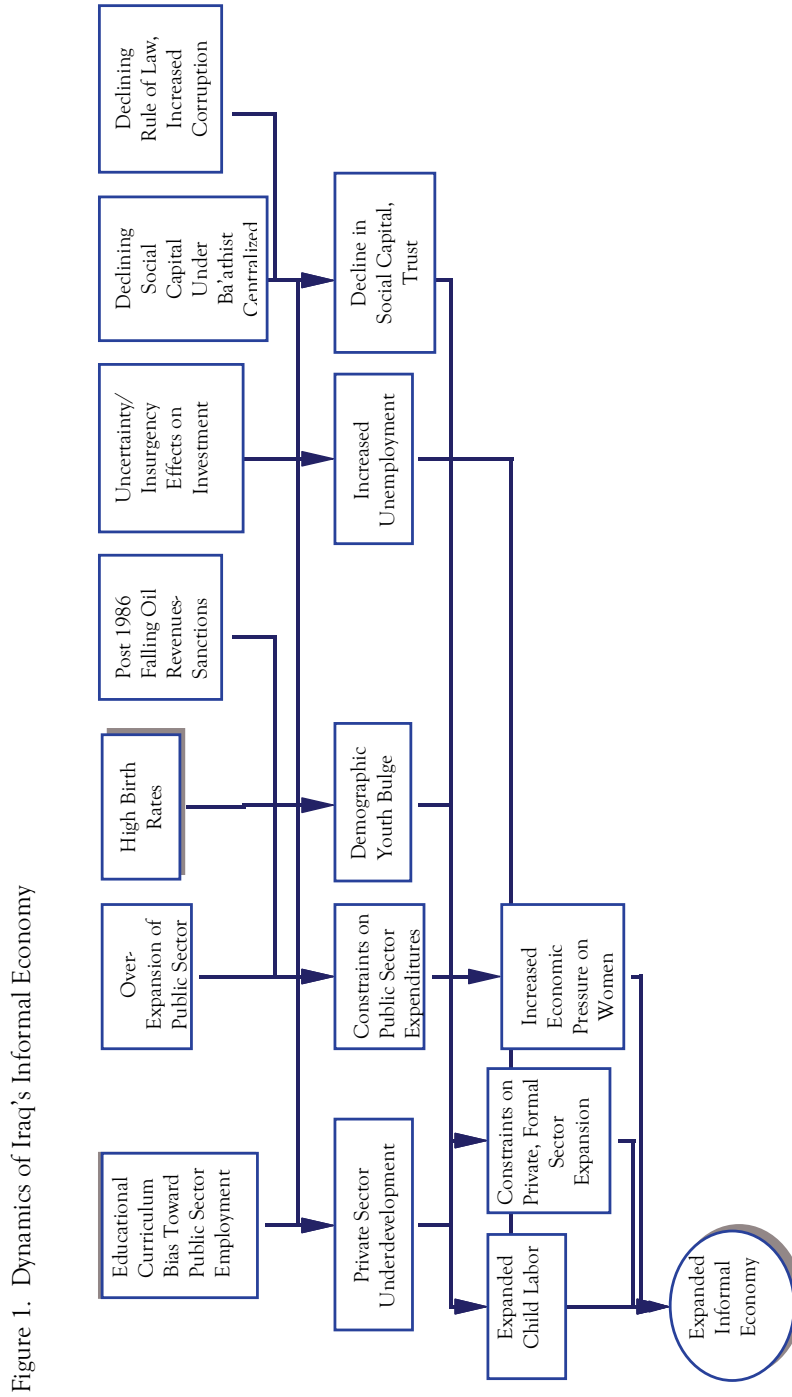 Figure 1. Dynamics of Iraq's Informal Economy
Educational
Curriculum
Bias Toward
Public Sector
Employment
Over-
Expansion of
Public Sector
High Birth
Rates
Post 1986
Falling Oil
Revenues-
Sanctions
Uncertainty/
Insurgency
Effects on
Investment
Declining
Social
Capital
Under
Ba'athist
Centralized
Declining
Rule of Law,
Increased
Corruption
Private Sector
Underdevelopment
Constraints on
Public Sector
Expenditures
Demographic
Youth Bulge
Increased
Unemployment
Decline in
Social Capital,
Trust
Expanded
Child Labor
Constraints on
Private, Formal
Sector
Expansion
Increased
Economic
Pressure on
Women
Expanded
Informal
Economy